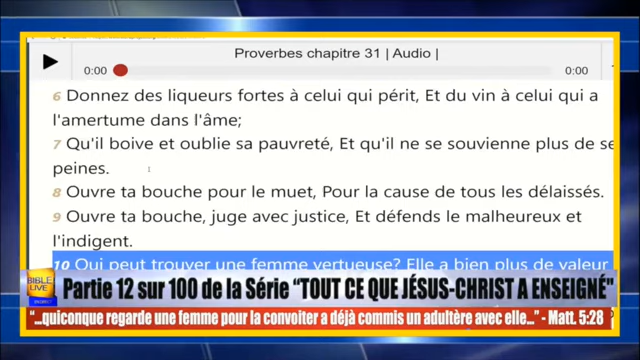 Proverbes chapitre 31 | Audio |
0:00 0:00
6 Donnez des liqueurs fortes à celui qui périt, Et du vin à celui qui a
l'amertume dans l'âme;
7 Qu'il boive et oublie sa pauvreté, Et qu'il ne se souvienne plus de se
peines.
8 Ouvre ta bouche pour le muet, Pour la cause de tous les délaissés.
9 Ouvre ta bouche, juge avec justice, Et défends le malheureux et
l'indigent.
10 Qui peut trouver une femme vertueuse? Elle a bien plus de valeur
BIBLE
LIVE
Partie 12 sur 100 de la Série “TOUT CE QUE JÉSUS-CHRIST A ENSEIGNÉ"
“...quiconque regarde une femme pour la convoiter a déjà commis un adultère avec elle...” - Matt. 5:28